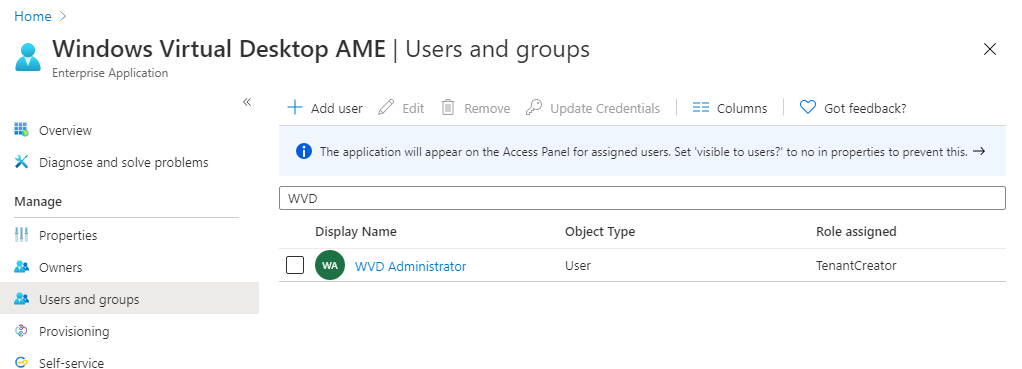 Home >
Windows Virtual Desktop AME | Users and groups
Enterprise Application
«
Overview
Diagnose and solve problems
Manage
Properties
Owners
Users and groups
Provisioning
Self-service
+ Add user Edit Remove Update Credentials Columns Got feedback?
The application will appear on the Access Panel for assigned users. Set 'visible to users?' to no in properties to prevent this. →
WVD
Display Name Object Type Role assigned
WA WVD Administrator User TenantCreator